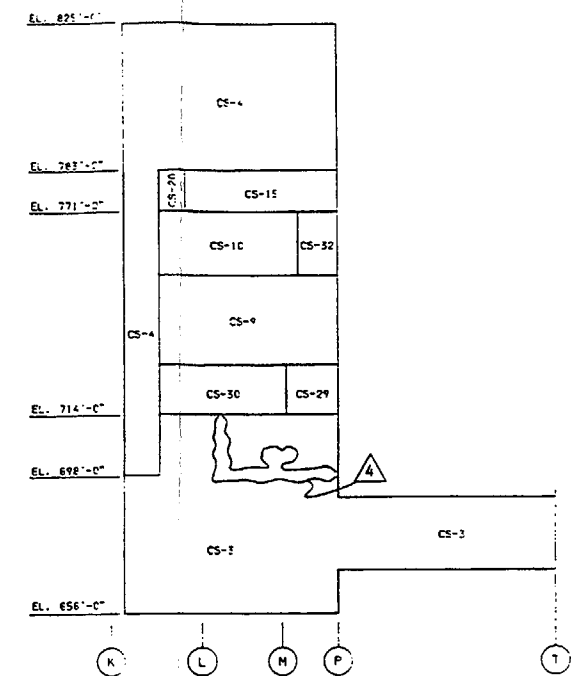 EL. 825'-0"
CS-4
EL. 783'-0"
CS-20
CS-15
EL. 771'-0"
CS-10
CS-32
CS-9
CS-4
CS-30
CS-29
EL. 714'-0"
4
EL. 698'-0"
CS-3
CS-3
EL. 656'-0"
K
L
M
P
T